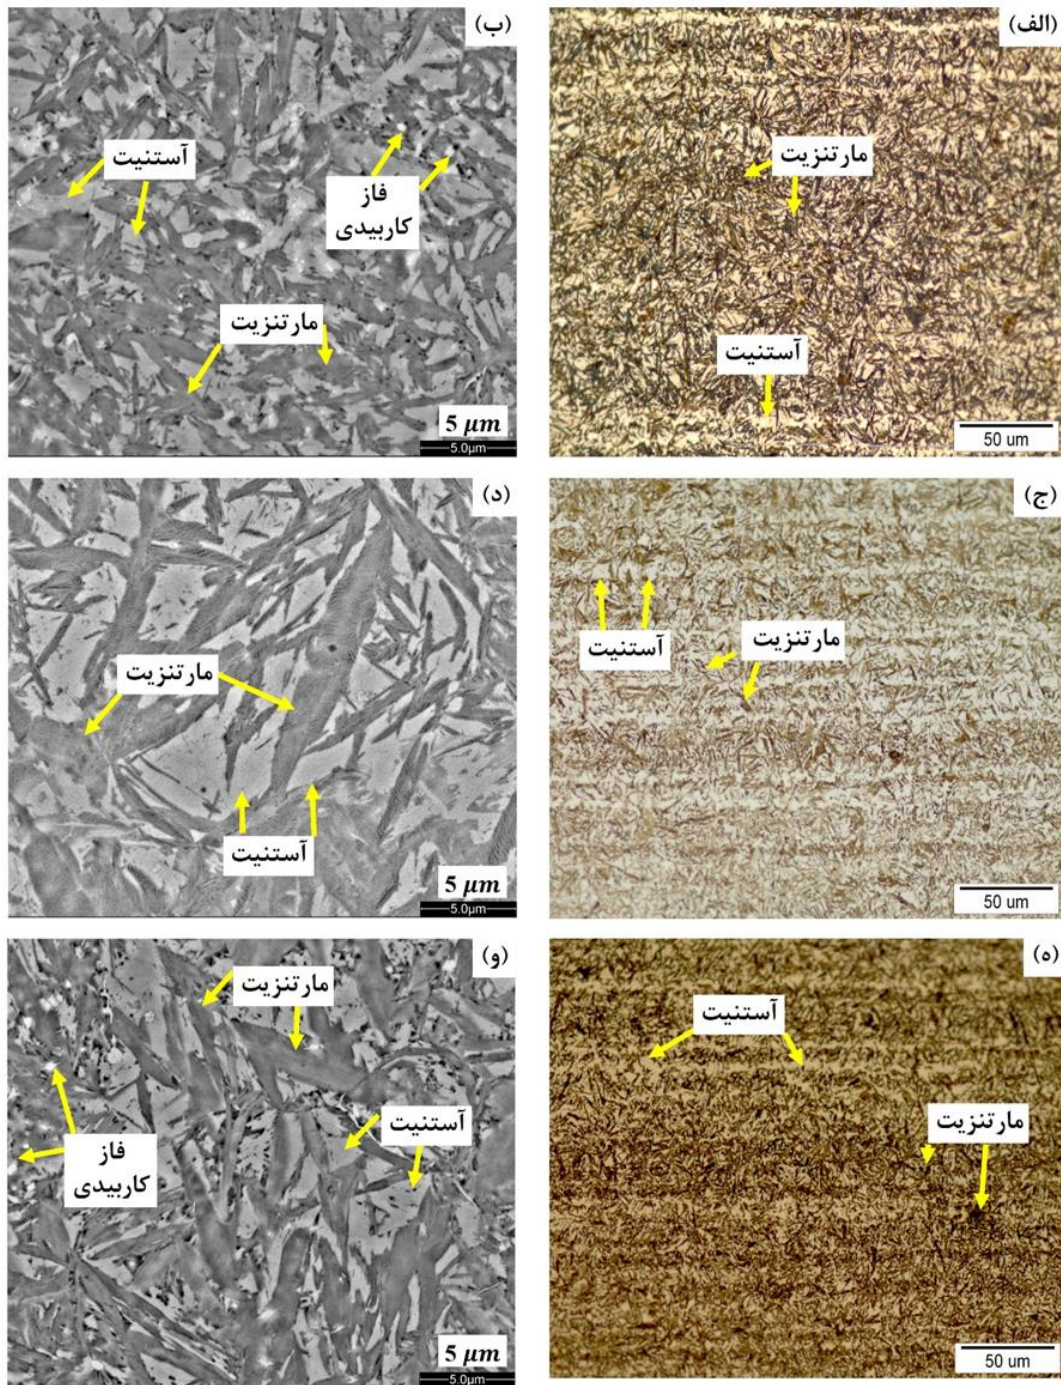 (الف)
مارتنزیت
آستنیت
50 um
(ب)
آستنیت
فاز
کاربیدی
مارتنزیت
5 μm
5.0μm
(ج)
آستنیت
مارتنزیت
50 um
(د)
مارتنزیت
آستنیت
5 μm
5.0μm
(ه)
آستنیت
مارتنزیت
50 um
(و)
مارتنزیت
آستنیت
فاز
کاربیدی
5 μm
5.0μm